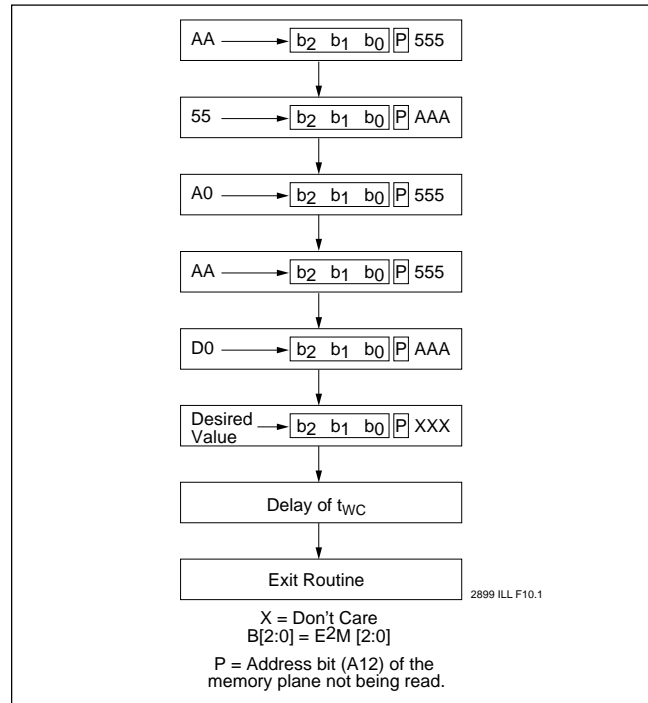 AA b2 b1 b0 P 555
55 b2 b1 b0 P AAA
A0 b2 b1 b0 P 555
AA b2 b1 b0 P 555
D0 b2 b1 b0 P AAA
Desired
Value b2 b1 b0 P XXX
Delay of tWC
Exit Routine
2899 ILL F10.1
X = Don't Care
B[2:0] = E2M [2:0]
P = Address bit (A12) of the
memory plane not being read.